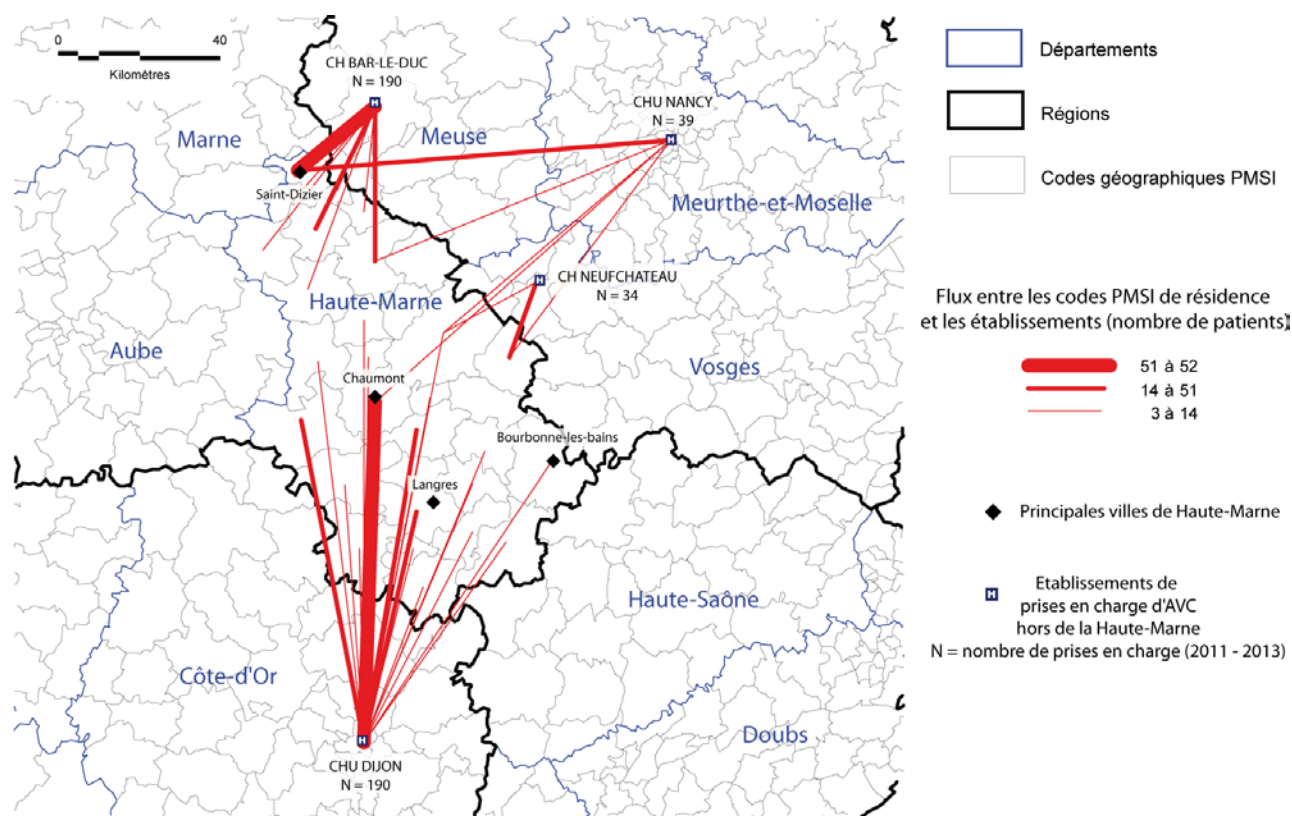 0 40
Kilomètres
CH BAR-LE-DUC
N = 190
CHU NANCY
N = 39
Marne
Meuse
Saint-Dizier
Meurthe-et-Moselle
CH NEUFCHATEAU
N = 34
Haute-Marne
Aube
Vosges
Chaumont
Bourbonne-les-bains
Langres
Haute-Saône
Côte-d'Or
Doubs
CHU DIJON
N = 190
Départements
Régions
Codes géographiques PMSI
Flux entre les codes PMSI de résidence
et les établissements (nombre de patients)
51 à 52
14 à 51
3 à 14
Principales villes de Haute-Marne
H
Etablissements de
prises en charge d'AVC
hors de la Haute-Marne
N = nombre de prises en charge (2011 - 2013)